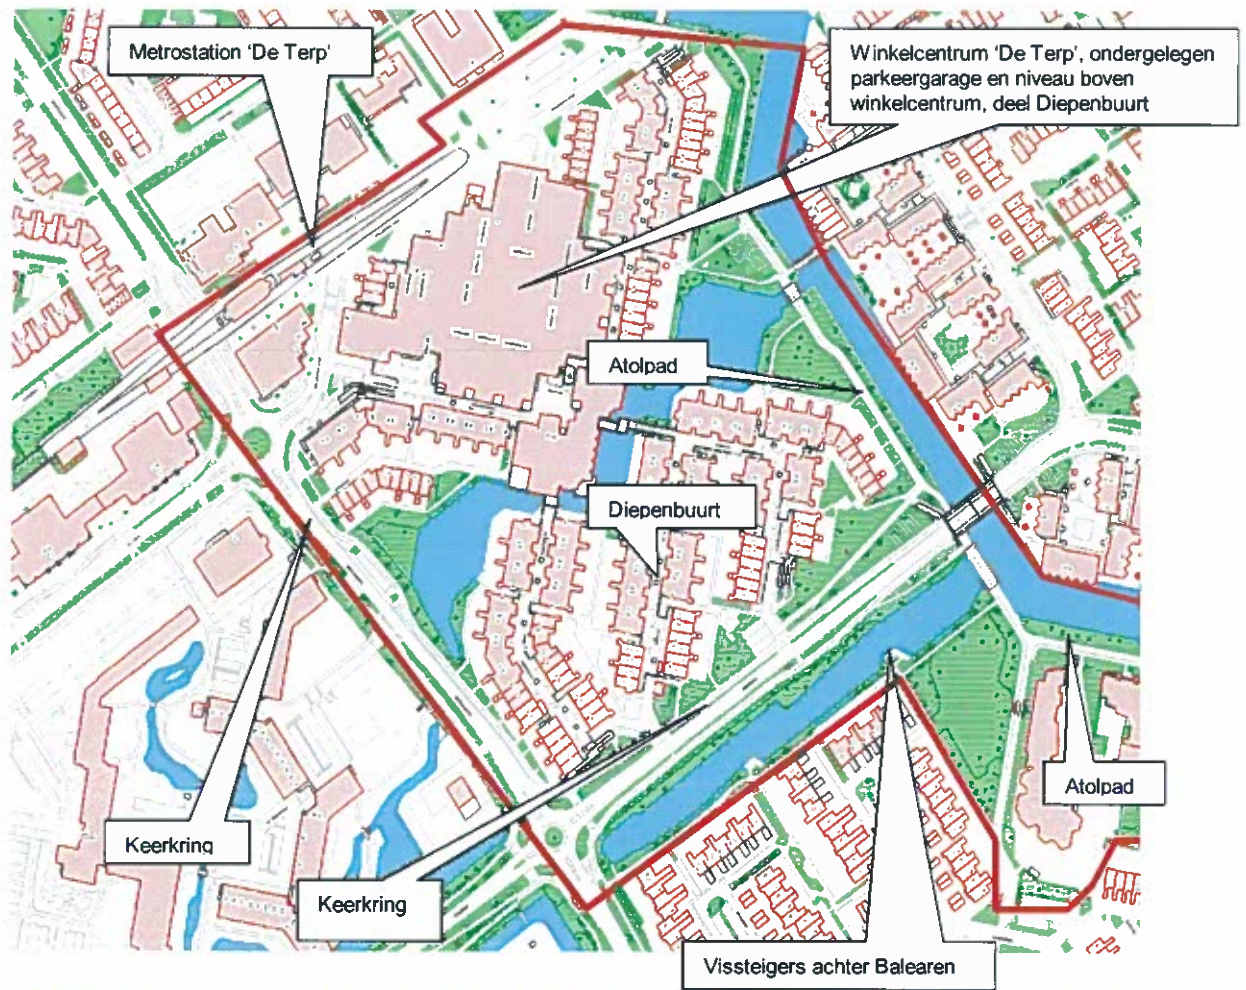 Metrostation 'De Terp'
Winkelcentrum 'De Terp', ondergelegen
parkeergarage en niveau boven
winkelcentrum, deel Diepenbuurt
Atolpad
Diepenbuurt
Atolpad
Keerkring
Keerkring
Vissteigers achter Balearen